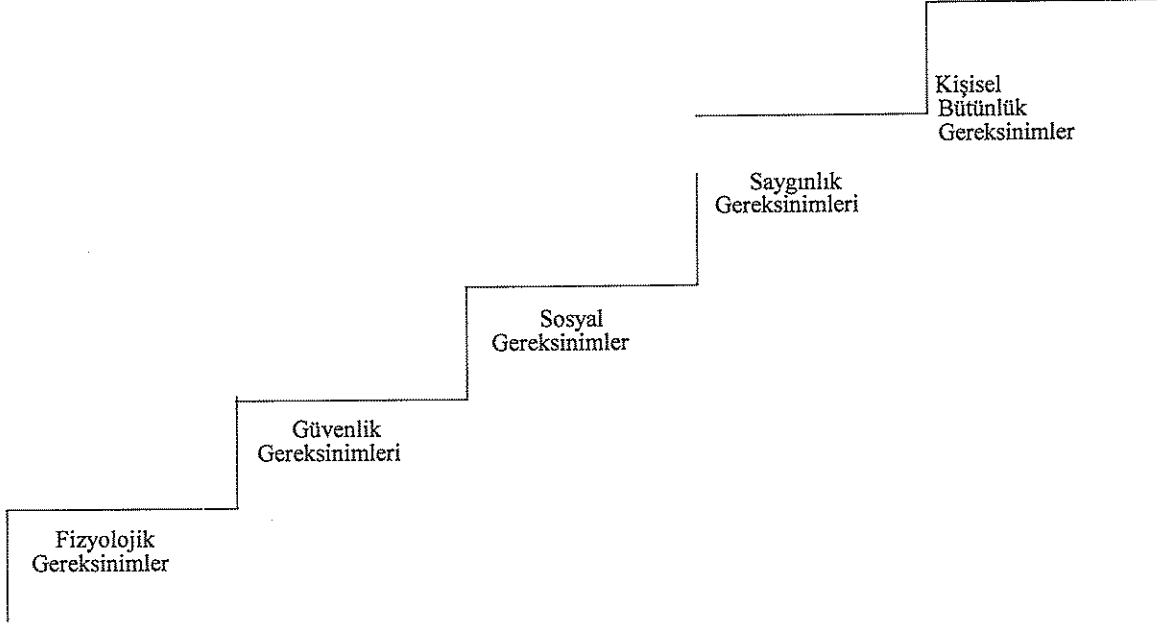 Kişisel
Bütünlük
Gereksinimler
Saygınlık
Gereksinimleri
Sosyal
Gereksinimler
Güvenlik
Gereksinimleri
Fizyolojik
Gereksinimler